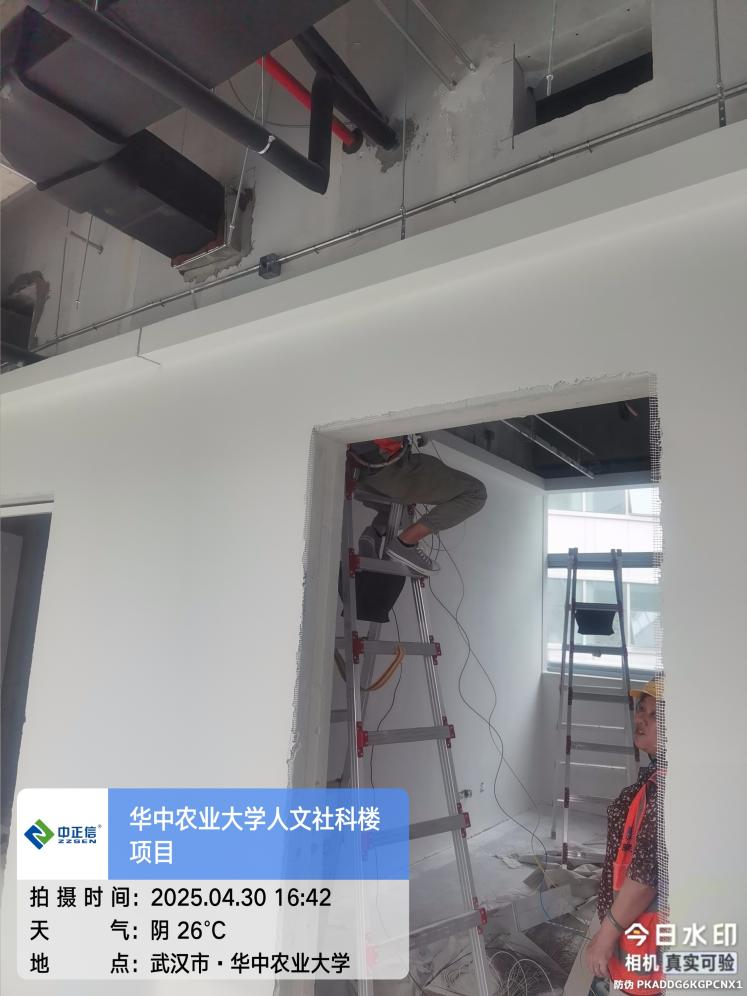 中正信®
ZZSEN
华中农业大学人文社科楼
项目
拍摄时间：2025.04.30 16:42
天气：阴 26℃
地点：武汉市·华中农业大学
今日水印
相机 真实可验
防伪 PKADDG6KGPCNX1